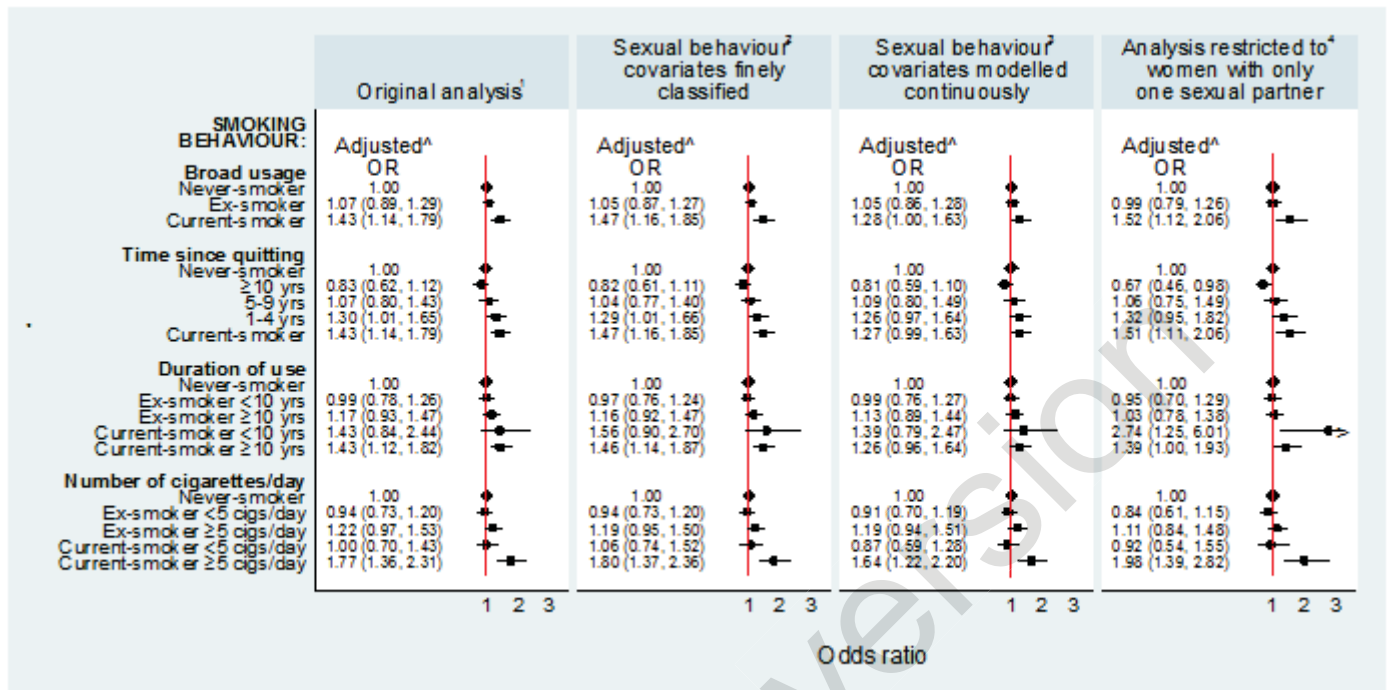 Original analysis¹
Sexual behaviour²
covariates finely
classified
Sexual behaviour³
covariates modelled
continuously
Analysis restricted to⁴
women with only
one sexual partner
SMOKING
BEHAVIOUR:
Adjusted^ Adjusted^ Adjusted^ Adjusted^
OR OR OR OR
Broad usage
Never-smoker 1.00 1.00 1.00 1.00
Ex-smoker 1.07 (0.89, 1.29) 1.05 (0.87, 1.27) 1.05 (0.86, 1.28) 0.99 (0.79, 1.26)
Current-smoker 1.43 (1.14, 1.79) 1.47 (1.16, 1.85) 1.28 (1.00, 1.63) 1.52 (1.12, 2.06)
Time since quitting
Never-smoker 1.00 1.00 1.00 1.00
≥10 yrs 0.83 (0.62, 1.12) 0.82 (0.61, 1.11) 0.81 (0.59, 1.10) 0.67 (0.46, 0.98)
5-9 yrs 1.07 (0.80, 1.43) 1.04 (0.77, 1.40) 1.09 (0.80, 1.49) 1.06 (0.75, 1.49)
1-4 yrs 1.30 (1.01, 1.65) 1.29 (1.01, 1.66) 1.26 (0.97, 1.64) 1.32 (0.95, 1.82)
Current-smoker 1.43 (1.14, 1.79) 1.47 (1.16, 1.85) 1.27 (0.99, 1.63) 1.51 (1.11, 2.06)
Duration of use
Never-smoker 1.00 1.00 1.00 1.00
Ex-smoker <10 yrs 0.99 (0.78, 1.26) 0.97 (0.76, 1.24) 0.99 (0.76, 1.27) 0.95 (0.70, 1.29)
Ex-smoker ≥10 yrs 1.17 (0.93, 1.47) 1.16 (0.92, 1.47) 1.13 (0.89, 1.44) 1.03 (0.78, 1.38)
Current-smoker <10 yrs 1.43 (0.84, 2.44) 1.56 (0.90, 2.70) 1.39 (0.79, 2.47) 2.74 (1.25, 6.01)
Current-smoker ≥10 yrs 1.43 (1.12, 1.82) 1.46 (1.14, 1.87) 1.26 (0.96, 1.64) 1.39 (1.00, 1.93)
Number of cigarettes/day
Never-smoker 1.00 1.00 1.00 1.00
Ex-smoker <5 cigs/day 0.94 (0.73, 1.20) 0.94 (0.73, 1.20) 0.91 (0.70, 1.19) 0.84 (0.61, 1.15)
Ex-smoker ≥5 cigs/day 1.22 (0.97, 1.53) 1.19 (0.95, 1.50) 1.19 (0.94, 1.51) 1.11 (0.84, 1.48)
Current-smoker <5 cigs/day 1.00 (0.70, 1.43) 1.06 (0.74, 1.52) 0.87 (0.59, 1.28) 0.92 (0.54, 1.55)
Current-smoker ≥5 cigs/day 1.77 (1.36, 2.31) 1.80 (1.37, 2.36) 1.64 (1.22, 2.20) 1.98 (1.39, 2.82)
1 2 3 1 2 3 1 2 3 1 2 3
Odds ratio
version